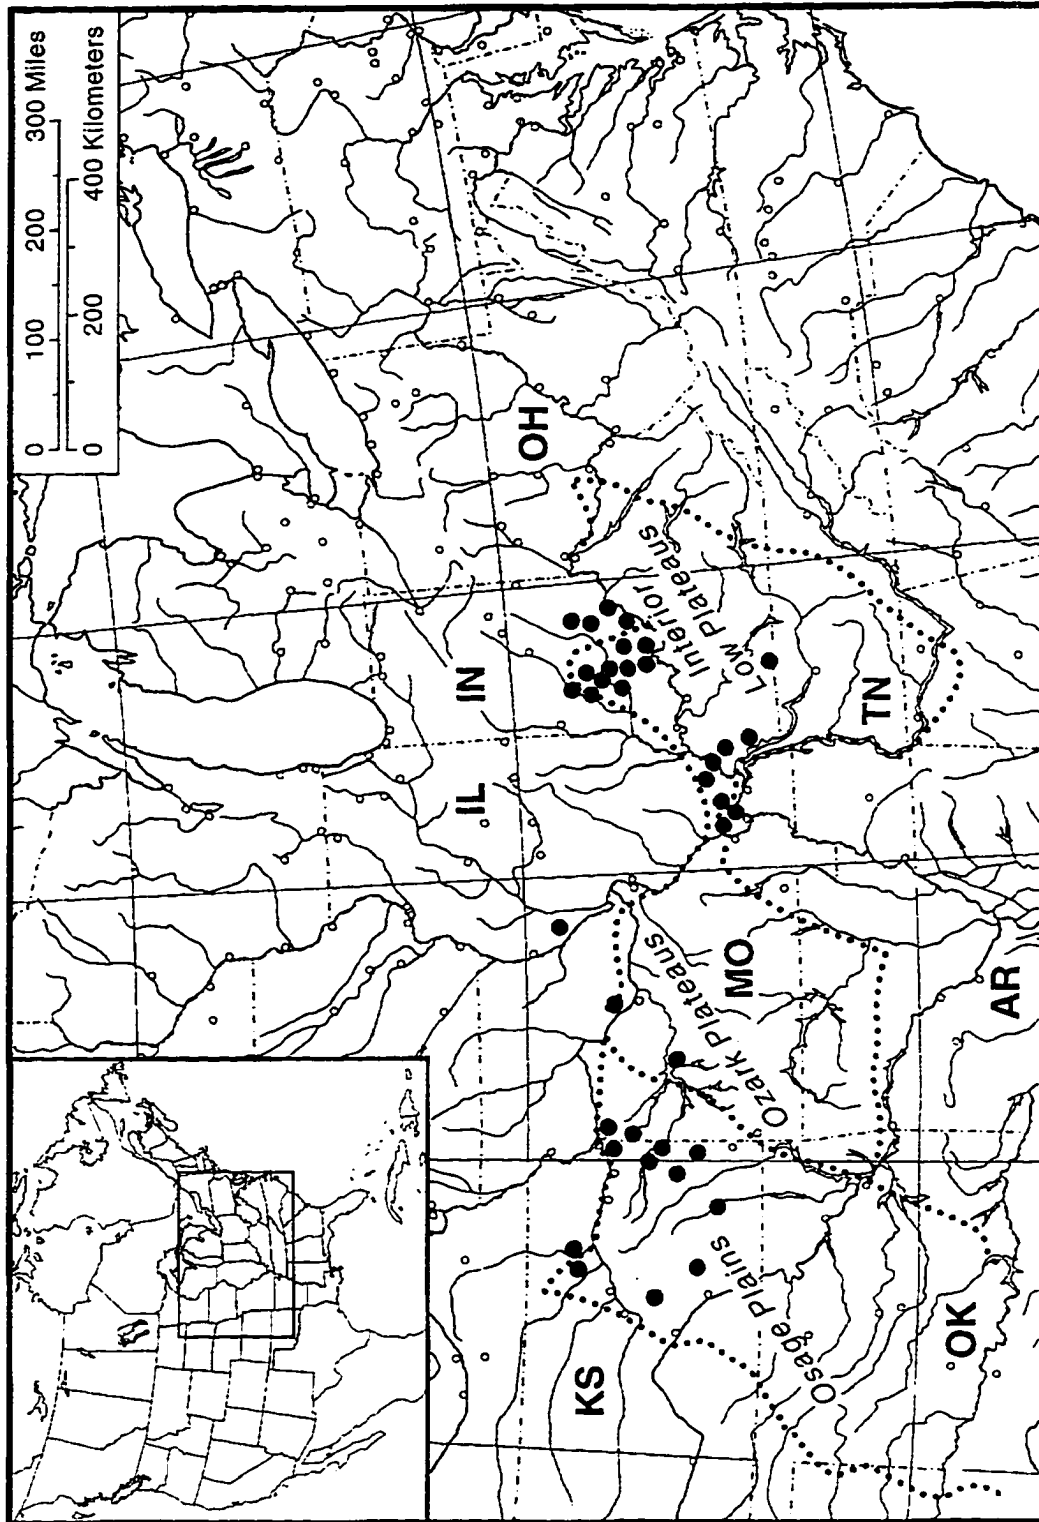 0 100 200 300 Miles
0 200 400 Kilometers
OH
IN
IL
Interior
Low Plateaus
TN
MO
Ozark Plateaus
AR
KS
Osage Plains
OK